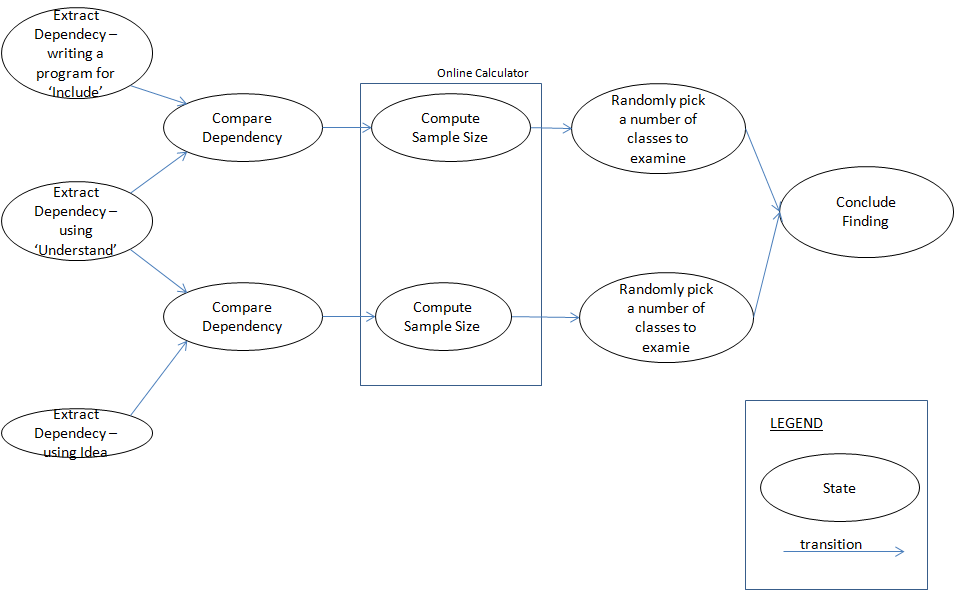 Extract
Dependecy –
writing a
program for
‘Include’
Compare
Dependency
Online Calculator
Compute
Sample Size
Randomly pick
a number of
classes to
examine
Extract
Dependecy –
using
‘Understand’
Conclude
Finding
Compare
Dependency
Compute
Sample Size
Randomly pick
a number of
classes to
examie
Extract
Dependecy –
using Idea
LEGEND
State
transition